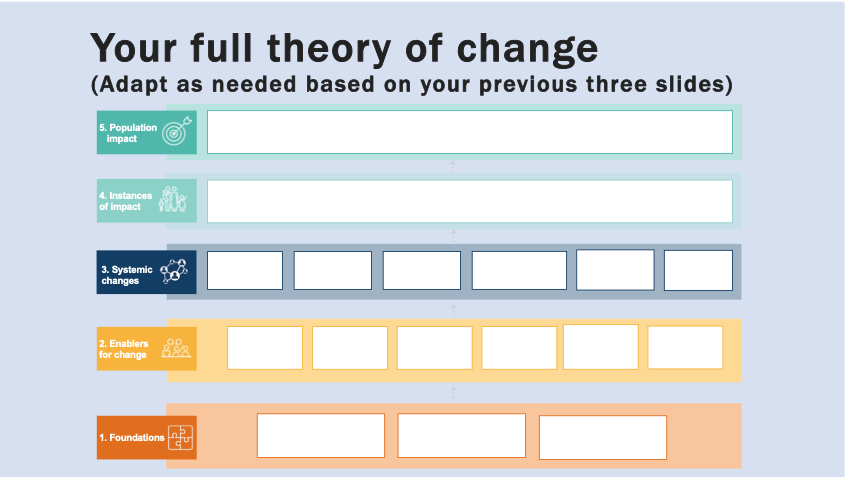 Your full theory of change
(Adapt as needed based on your previous three slides)
5. Population
impact
4. Instances
of impact
3. Systemic
changes
2. Enablers
for change
1. Foundations